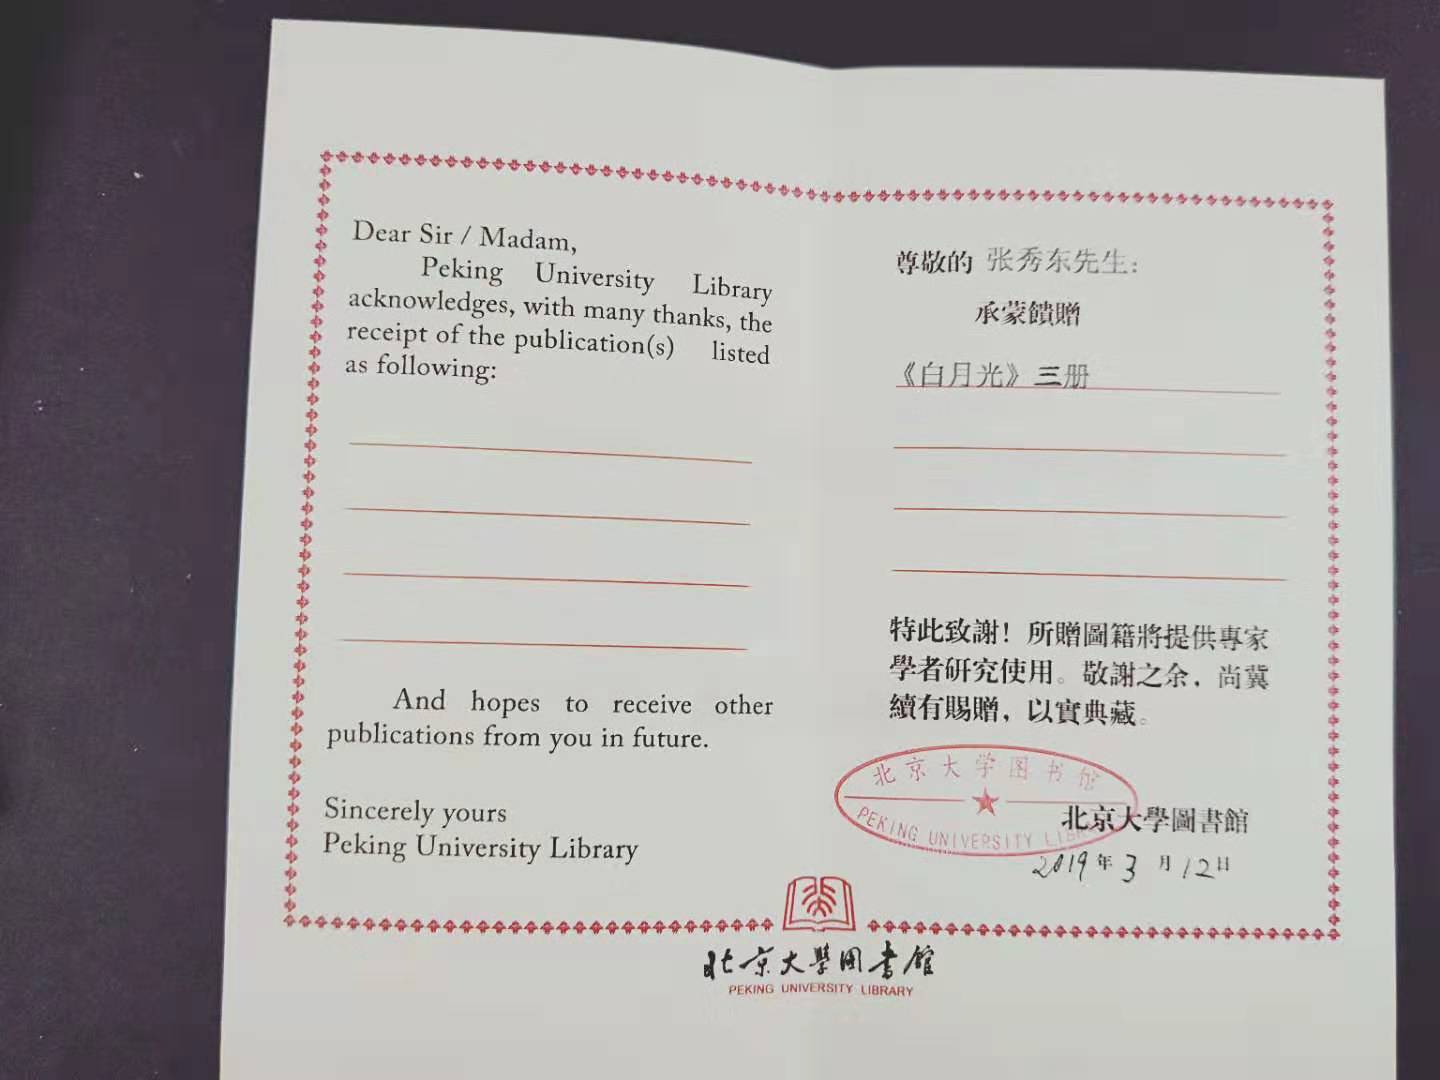 Dear Sir / Madam,
Peking University Library
acknowledges, with many thanks, the
receipt of the publication(s) listed
as following:
And hopes to receive other
publications from you in future.
Sincerely yours
Peking University Library
尊敬的 张秀东先生:
承蒙饋贈
《白月光》三册
特此致謝！所贈圖籍將提供專家
學者研究使用。敬謝之余，尚冀
續有賜贈，以實典藏。
北京大学图书馆
PEKING UNIVERSITY LIBRARY
北京大學圖書館
2019年3月12日
北京大學圖書館
PEKING UNIVERSITY LIBRARY